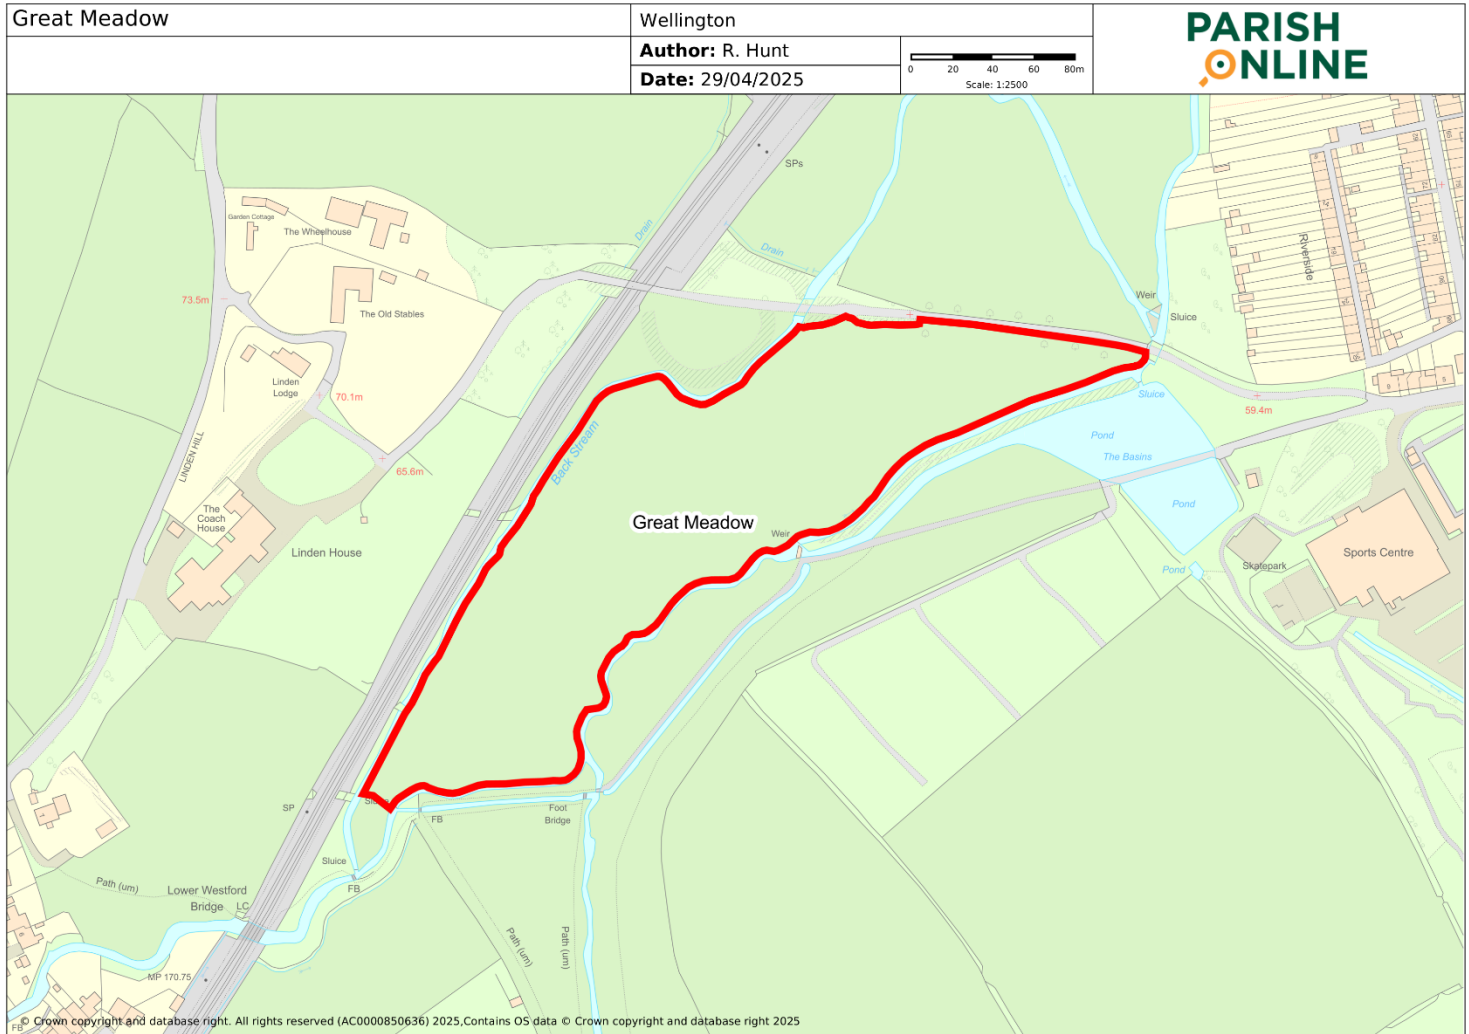 Great Meadow
Wellington
Author: R. Hunt
Date: 29/04/2025
0 20 40 60 80m
Scale: 1:2500
PARISH
ONLINE
SPs
Drain
Drain
Garden Cottage
The Wheelhouse
73.5m
The Old Stables
Weir
Sluice
Riverside
Linden
Lodge
70.1m
Sluice
59.4m
LINDEN HILL
Back Stream
Pond
The Basins
65.6m
The
Coach
House
Great Meadow
Pond
Weir
Linden House
Sports Centre
Skatepark
Pond
SP
Sluice
FB
Foot
Bridge
Sluice
FB
Path (um)
Lower Westford
Bridge
LC
Path (um)
Path (um)
MP 170.75
FB
© Crown copyright and database right. All rights reserved (AC0000850636) 2025,Contains OS data © Crown copyright and database right 2025